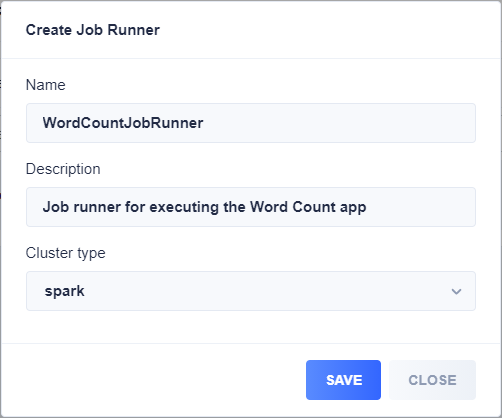 Create Job Runner
Name
WordCountJobRunner
Description
Job runner for executing the Word Count app
Cluster type
spark
SAVE CLOSE